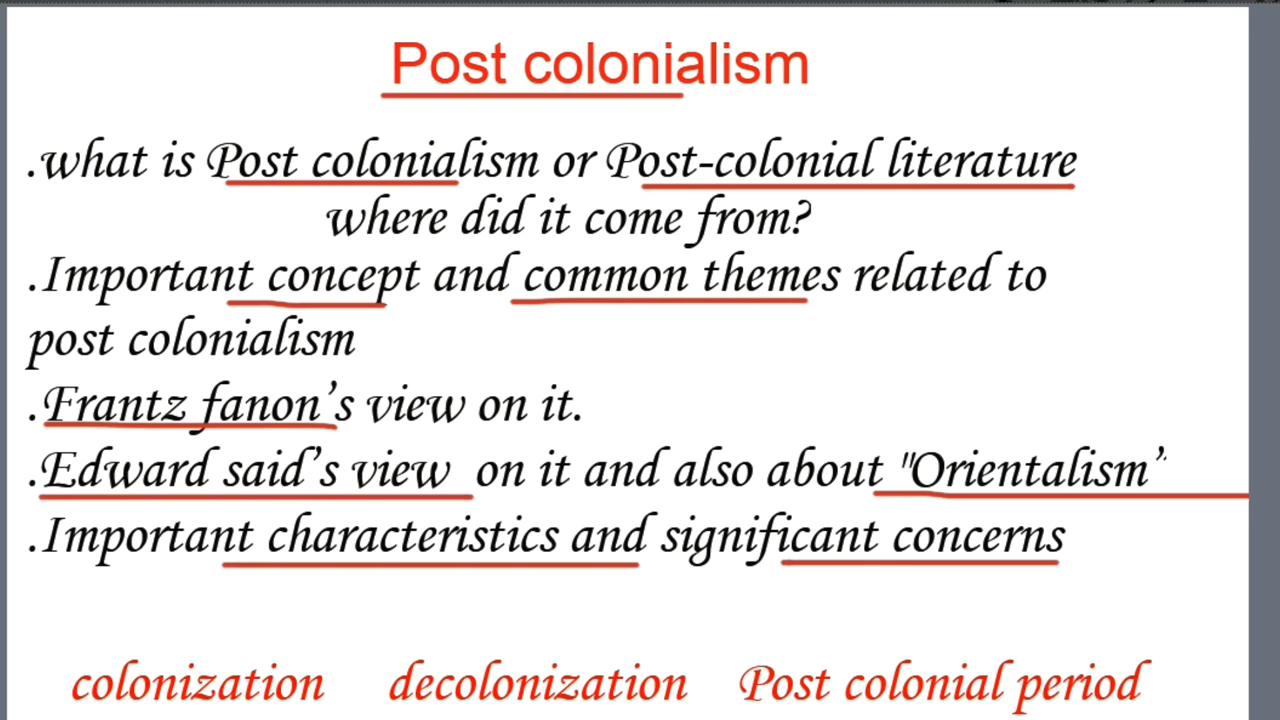 Post colonialism
.what is Post colonialism or Post-colonial literature
where did it come from?
.Important concept and common themes related to
post colonialism
.Frantz fanon's view on it.
.Edward said's view on it and also about "Orientalism"
.Important characteristics and significant concerns
colonization decolonization Post colonial period